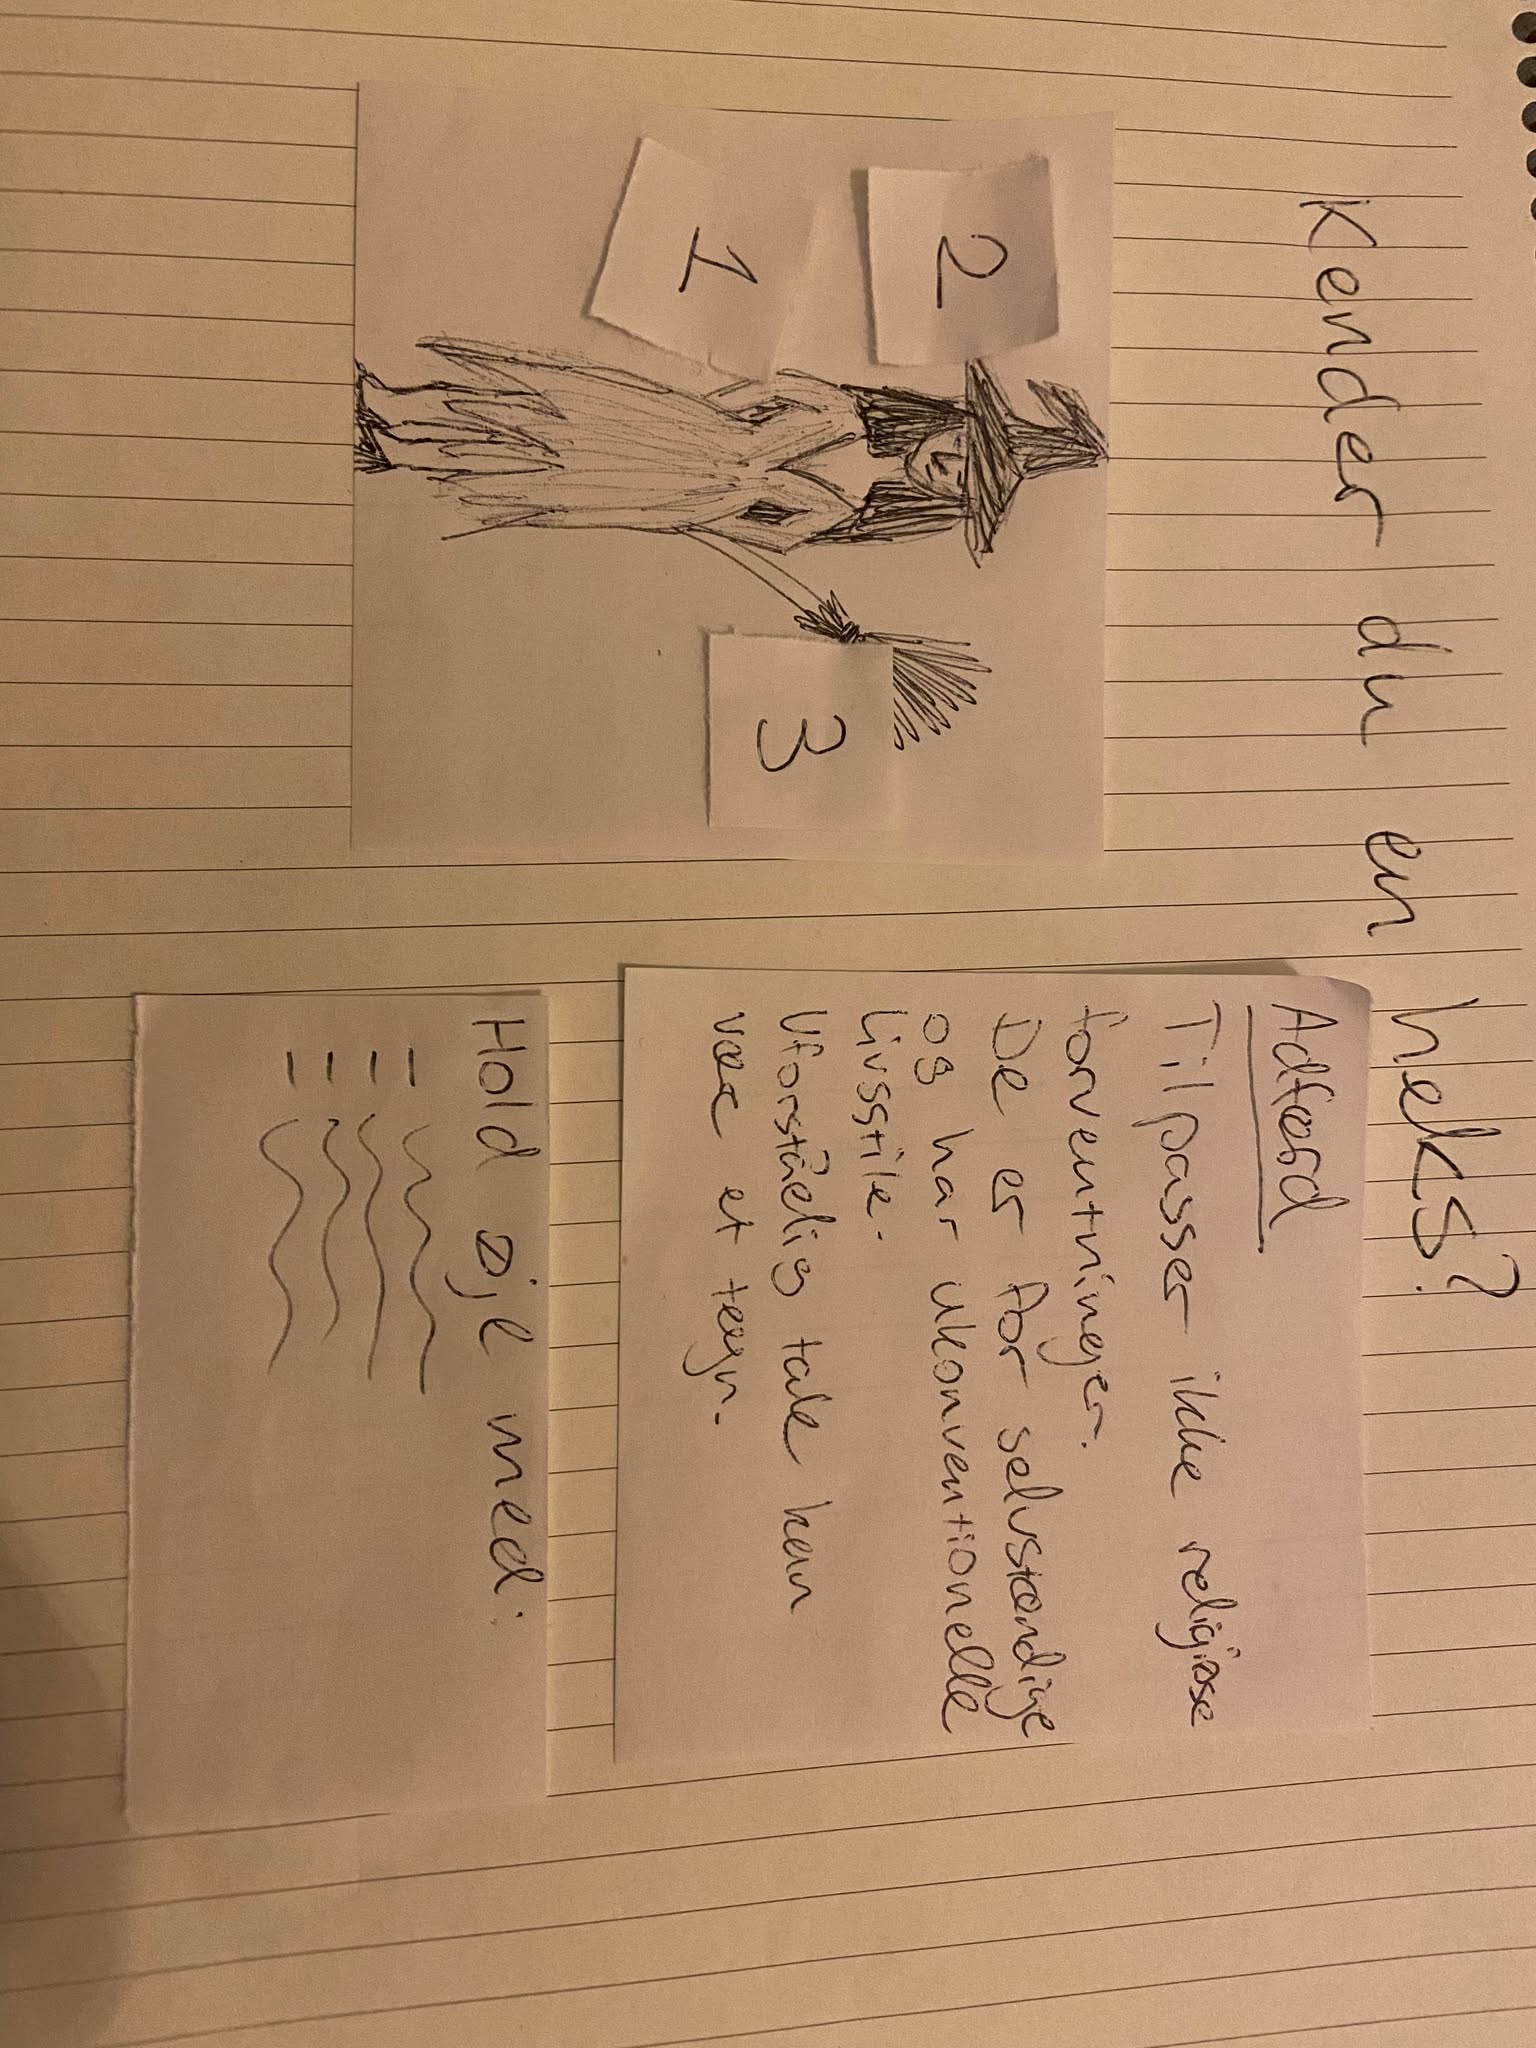 Kender du en heks?
2
1
3
Adfærd
Tilpasser ikke religiøse
forventninger.
De er for selvstændige
og har ukonventionelle
livsstile.
Uforståelig tale kan
være et tegn.
Hold øje med: